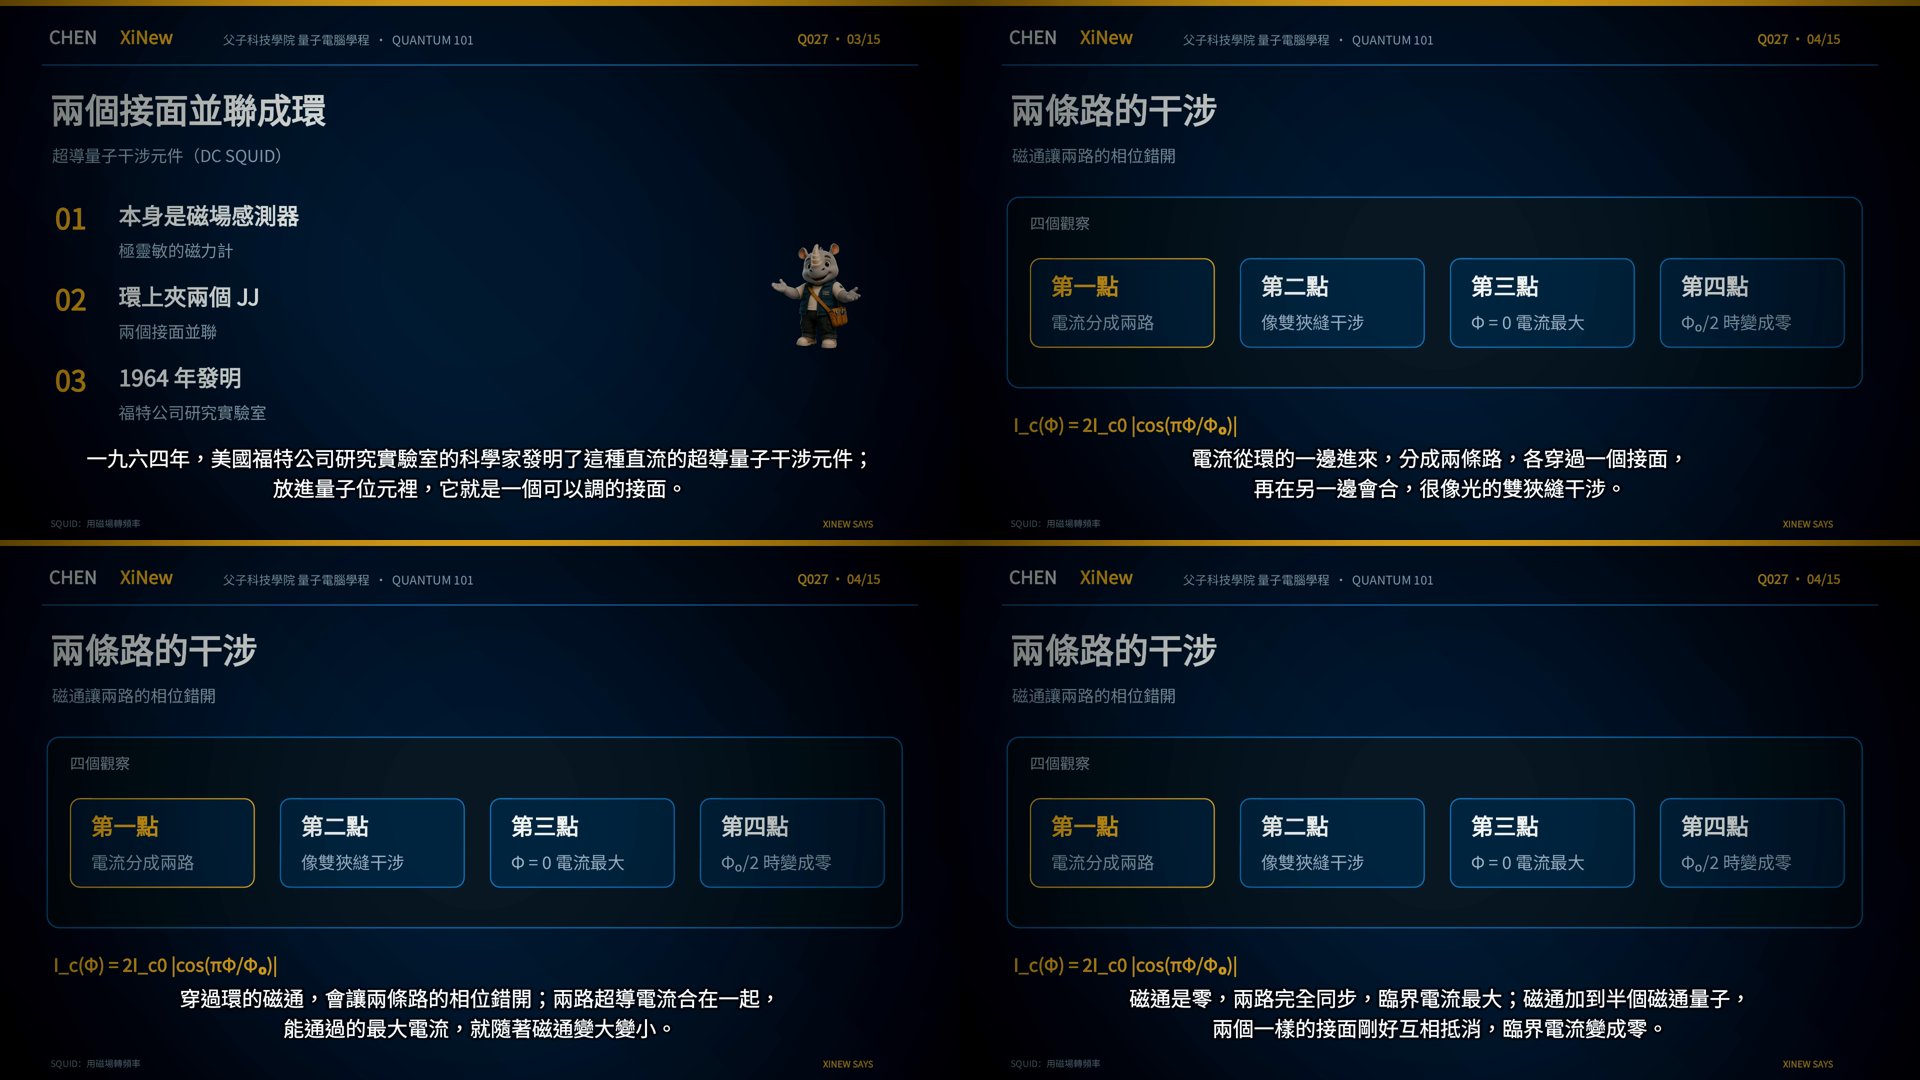 CHEN XiNew 父子科技學院 量子電腦學程 · QUANTUM 101 Q027 · 03/15
兩個接面並聯成環
超導量子干涉元件（DC SQUID）
01 本身是磁場感測器
極靈敏的磁力計
02 環上夾兩個 JJ
兩個接面並聯
03 1964 年發明
福特公司研究實驗室
一九六四年，美國福特公司研究實驗室的科學家發明了這種直流的超導量子干涉元件；
放進量子位元裡，它就是一個可以調的接面。
SQUID：用磁場轉頻率 XINEW SAYS
CHEN XiNew 父子科技學院 量子電腦學程 · QUANTUM 101 Q027 · 04/15
兩條路的干涉
磁通讓兩路的相位錯開
四個觀察
第一點 第二點 第三點 第四點
電流分成兩路 像雙狹縫干涉 Φ = 0 電流最大 Φ₀/2 時變成零
I_c(Φ) = 2I_c0 |cos(πΦ/Φ₀)|
電流從環的一邊進來，分成兩條路，各穿過一個接面，
再在另一邊會合，很像光的雙狹縫干涉。
SQUID：用磁場轉頻率 XINEW SAYS
CHEN XiNew 父子科技學院 量子電腦學程 · QUANTUM 101 Q027 · 04/15
兩條路的干涉
磁通讓兩路的相位錯開
四個觀察
第一點 第二點 第三點 第四點
電流分成兩路 像雙狹縫干涉 Φ = 0 電流最大 Φ₀/2 時變成零
I_c(Φ) = 2I_c0 |cos(πΦ/Φ₀)|
穿過環的磁通，會讓兩條路的相位錯開；兩路超導電流合在一起，
能通過的最大電流，就隨著磁通變大變小。
SQUID：用磁場轉頻率 XINEW SAYS
CHEN XiNew 父子科技學院 量子電腦學程 · QUANTUM 101 Q027 · 04/15
兩條路的干涉
磁通讓兩路的相位錯開
四個觀察
第一點 第二點 第三點 第四點
電流分成兩路 像雙狹縫干涉 Φ = 0 電流最大 Φ₀/2 時變成零
I_c(Φ) = 2I_c0 |cos(πΦ/Φ₀)|
磁通是零，兩路完全同步，臨界電流最大；磁通加到半個磁通量子，
兩個一樣的接面剛好互相抵消，臨界電流變成零。
SQUID：用磁場轉頻率 XINEW SAYS